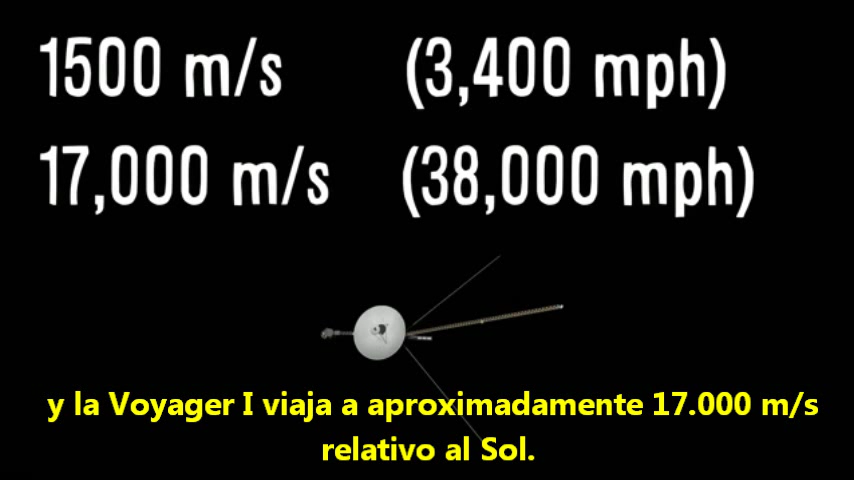 1500 m/s (3,400 mph)
17,000 m/s (38,000 mph)
y la Voyager I viaja a aproximadamente 17.000 m/s
relativo al Sol.